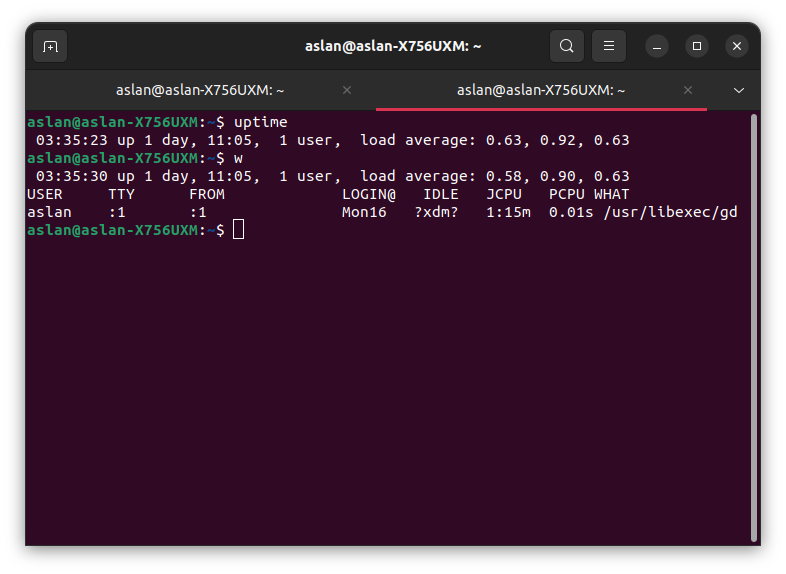 aslan@aslan-X756UXM: ~
aslan@aslan-X756UXM: ~ aslan@aslan-X756UXM: ~
aslan@aslan-X756UXM:~$ uptime
 03:35:23 up 1 day, 11:05,  1 user,  load average: 0.63, 0.92, 0.63
aslan@aslan-X756UXM:~$ w
 03:35:30 up 1 day, 11:05,  1 user,  load average: 0.58, 0.90, 0.63
USER     TTY      FROM             LOGIN@   IDLE   JCPU   PCPU WHAT
aslan    :1       :1               Mon16   ?xdm?   1:15m  0.01s /usr/libexec/gd
aslan@aslan-X756UXM:~$